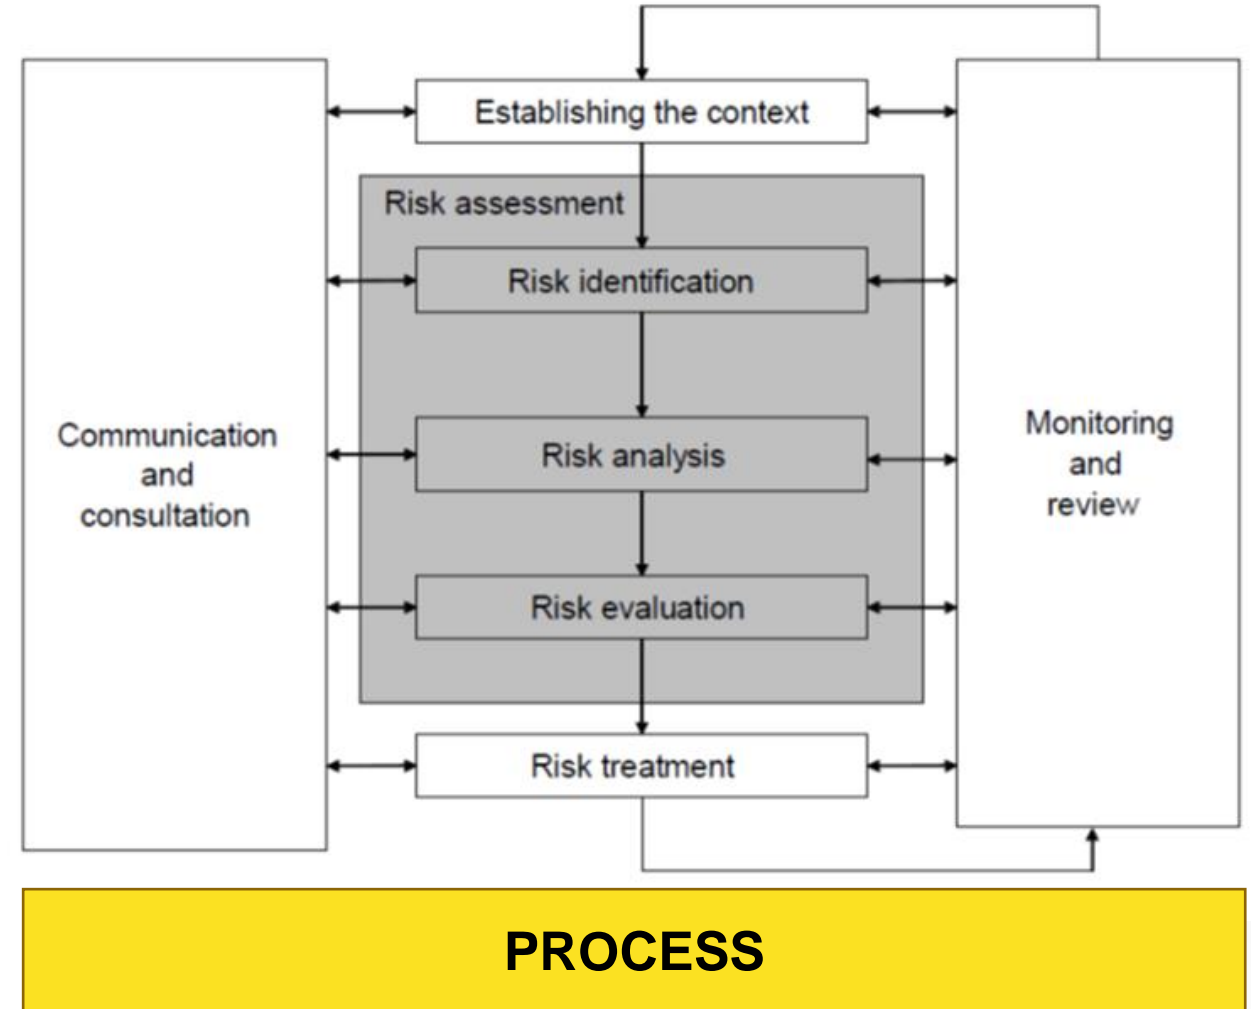 Establishing the context
Risk assessment
Risk identification
Risk analysis
Risk evaluation
Risk treatment
Communication
and
consultation
Monitoring
and
review
PROCESS